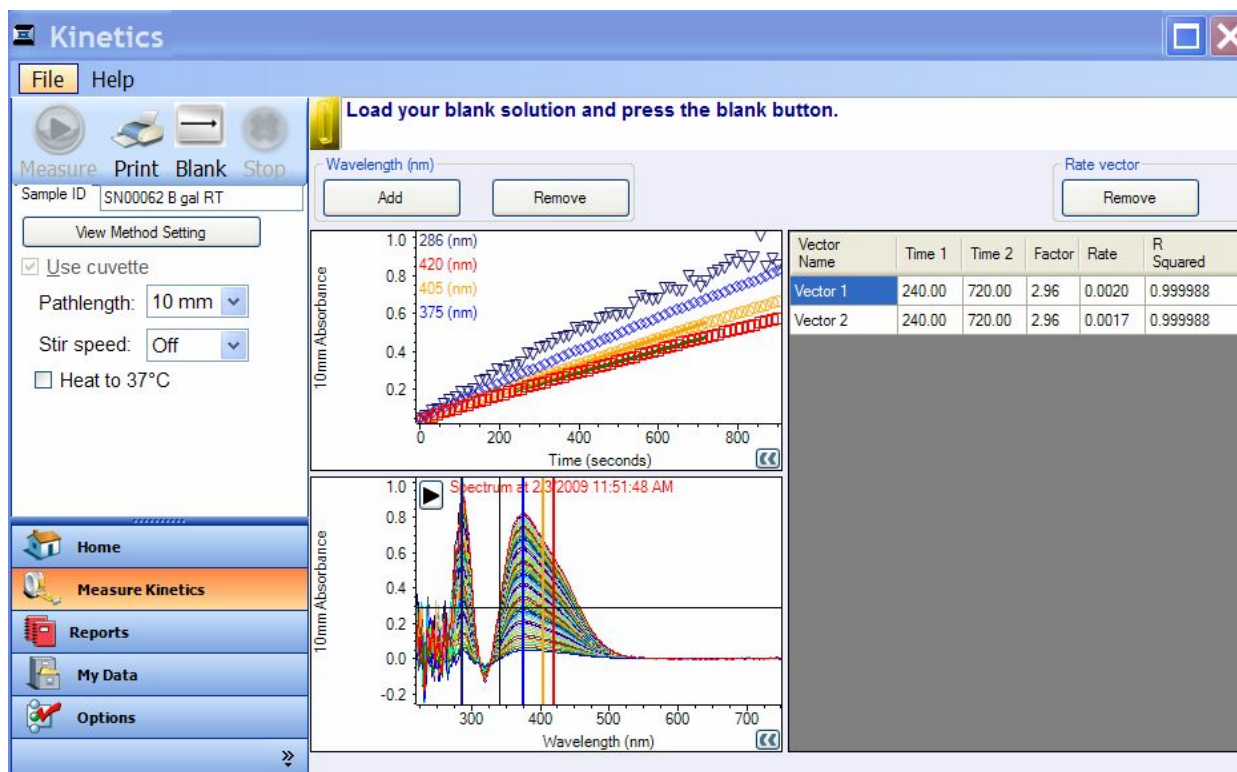 Kinetics
File Help
Load your blank solution and press the blank button.
Measure Print Blank Stop
Sample ID SN00062 B gal RT
View Method Setting
Use cuvette
Pathlength: 10 mm
Stir speed: Off
Heat to 37°C
Home
Measure Kinetics
Reports
My Data
Options
Wavelength (nm)
Add Remove
Rate vector
Remove
10mm Absorbance
1.0
0.8
0.6
0.4
0.2
286 (nm)
420 (nm)
405 (nm)
375 (nm)
0 200 400 600 800
Time (seconds)
10mm Absorbance
1.0
0.8
0.6
0.4
0.2
0.0
-0.2
Spectrum at 2/3/2009 11:51:48 AM
300 400 500 600 700
Wavelength (nm)
Vector Name Time 1 Time 2 Factor Rate R Squared
Vector 1 240.00 720.00 2.96 0.0020 0.999988
Vector 2 240.00 720.00 2.96 0.0017 0.999988